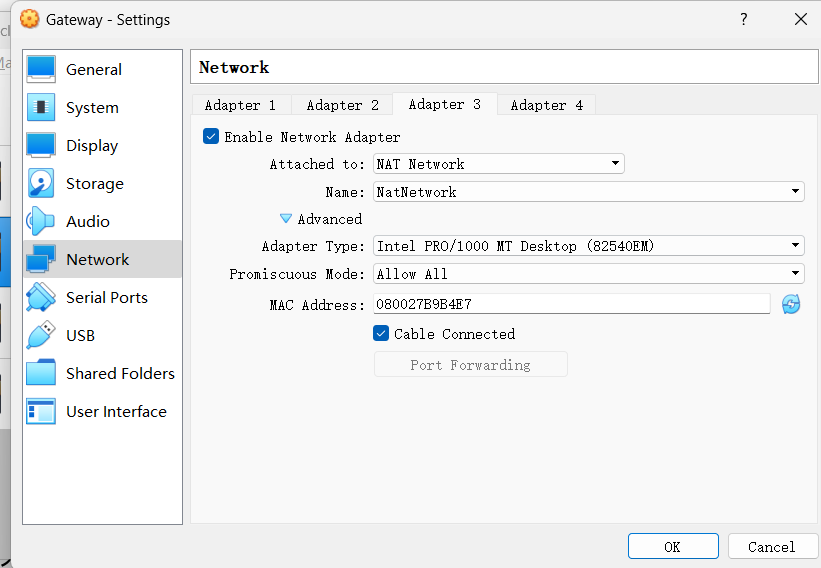 Gateway - Settings
?
General
System
Display
Storage
Audio
Network
Serial Ports
USB
Shared Folders
User Interface
Network
Adapter 1 Adapter 2 Adapter 3 Adapter 4
Enable Network Adapter
Attached to: NAT Network
Name: NatNetwork
Advanced
Adapter Type: Intel PRO/1000 MT Desktop (82540EM)
Promiscuous Mode: Allow All
MAC Address: 080027B9B4E7
Cable Connected
Port Forwarding
OK Cancel